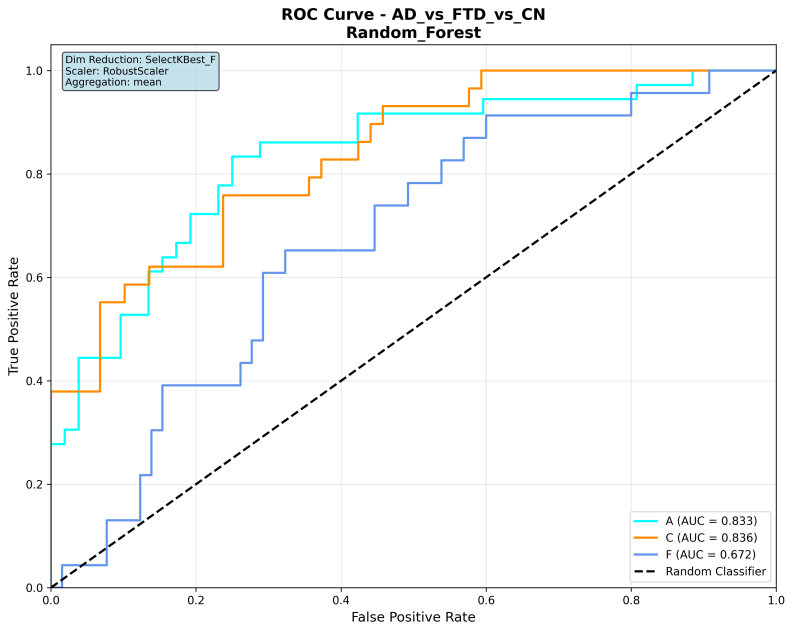 ROC Curve - AD_vs_FTD_vs_CN
Random_Forest
Dim Reduction: SelectKBest_F
Scaler: RobustScaler
Aggregation: mean
True Positive Rate
1.0
0.8
0.6
0.4
0.2
0.0
0.0 0.2 0.4 0.6 0.8 1.0
False Positive Rate
A (AUC = 0.833)
C (AUC = 0.836)
F (AUC = 0.672)
Random Classifier